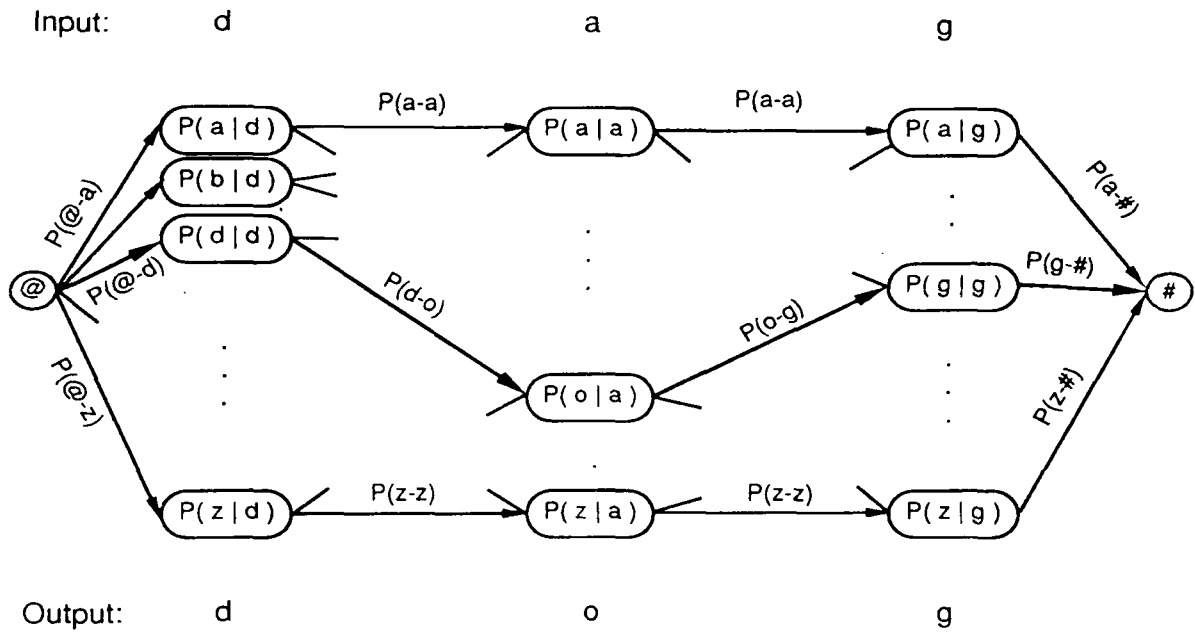 Input: d a g
P(a-a) P(a-a)
P(a|d) P(a|a) P(a|g)
P(b|d)
P(@-a) P(a-#)
P(d|d)
P(@-d) P(g-#)
@ P(d-o) P(g|g) #
P(o-g)
P(@-z) P(o|a) P(z-#)
P(z-z) P(z-z)
P(z|d) P(z|a) P(z|g)
Output: d o g